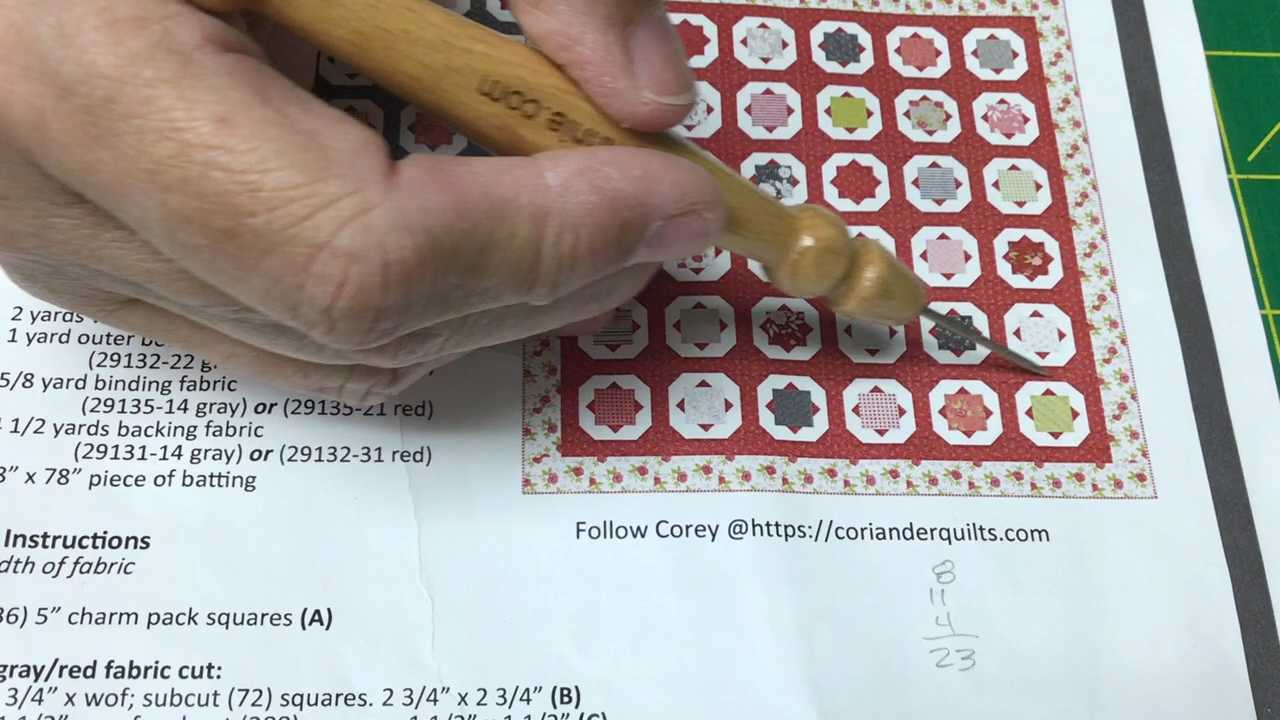 2 yards
1 yard outer
(29132-22 g
5/8 yard binding fabric
(29135-14 gray) or (29135-21 red)
1/2 yards backing fabric
(29131-14 gray) or (29132-31 red)
8" x 78" piece of batting
Instructions
dth of fabric
36) 5" charm pack squares (A)
gray/red fabric cut:
3/4" x wof; subcut (72) squares. 2 3/4" x 2 3/4" (B)
Follow Corey @https://corianderquilts.com
8
11
4
23